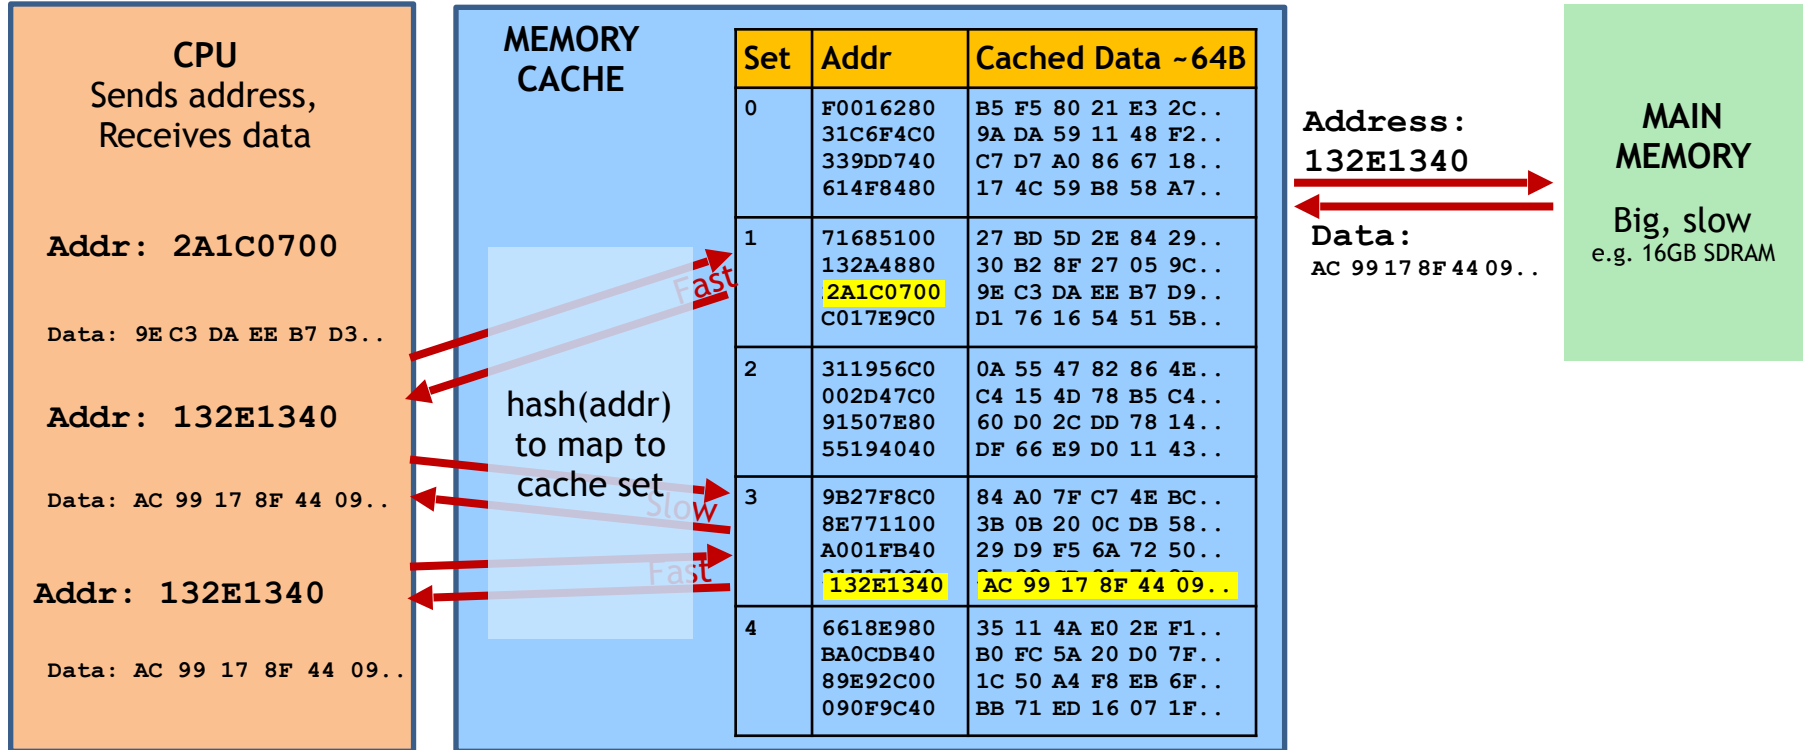 CPU
Sends address,
Receives data
Addr: 2A1C0700
Data: 9E C3 DA EE B7 D3..
Addr: 132E1340
Data: AC 99 17 8F 44 09..
Addr: 132E1340
Data: AC 99 17 8F 44 09..
MEMORY
CACHE
Fast
hash(addr)
to map to
cache set
Slow
Fast
Set Addr Cached Data ~64B
0 F0016280 B5 F5 80 21 E3 2C..
31C6F4C0 9A DA 59 11 48 F2..
339DD740 C7 D7 A0 86 67 18..
614F8480 17 4C 59 B8 58 A7..
1 71685100 27 BD 5D 2E 84 29..
132A4880 30 B2 8F 27 05 9C..
2A1C0700 9E C3 DA EE B7 D9..
C017E9C0 D1 76 16 54 51 5B..
2 311956C0 0A 55 47 82 86 4E..
002D47C0 C4 15 4D 78 B5 C4..
91507E80 60 D0 2C DD 78 14..
55194040 DF 66 E9 D0 11 43..
3 9B27F8C0 84 A0 7F C7 4E BC..
8E771100 3B 0B 20 0C DB 58..
A001FB40 29 D9 F5 6A 72 50..
132E1340 AC 99 17 8F 44 09..
4 6618E980 35 11 4A E0 2E F1..
BA0CDB40 B0 FC 5A 20 D0 7F..
89E92C00 1C 50 A4 F8 EB 6F..
090F9C40 BB 71 ED 16 07 1F..
Address:
132E1340
Data:
AC 99 17 8F 44 09..
MAIN
MEMORY
Big, slow
e.g. 16GB SDRAM